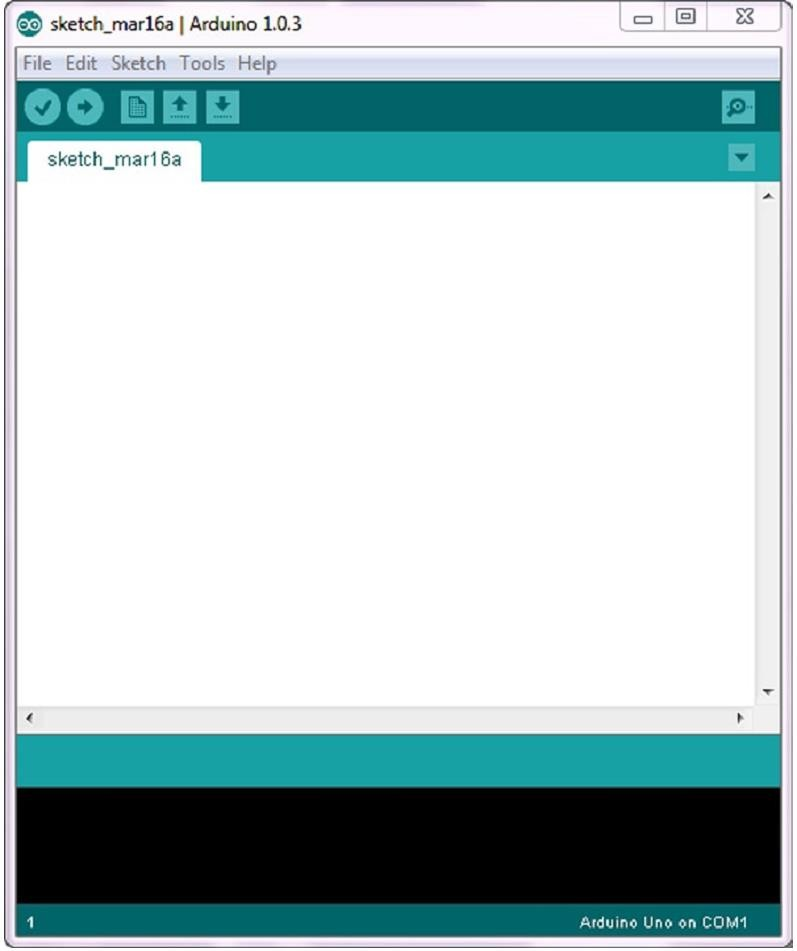 sketch_mar16a | Arduino 1.0.3
File Edit Sketch Tools Help
sketch_mar16a
1 Arduino Uno on COM1